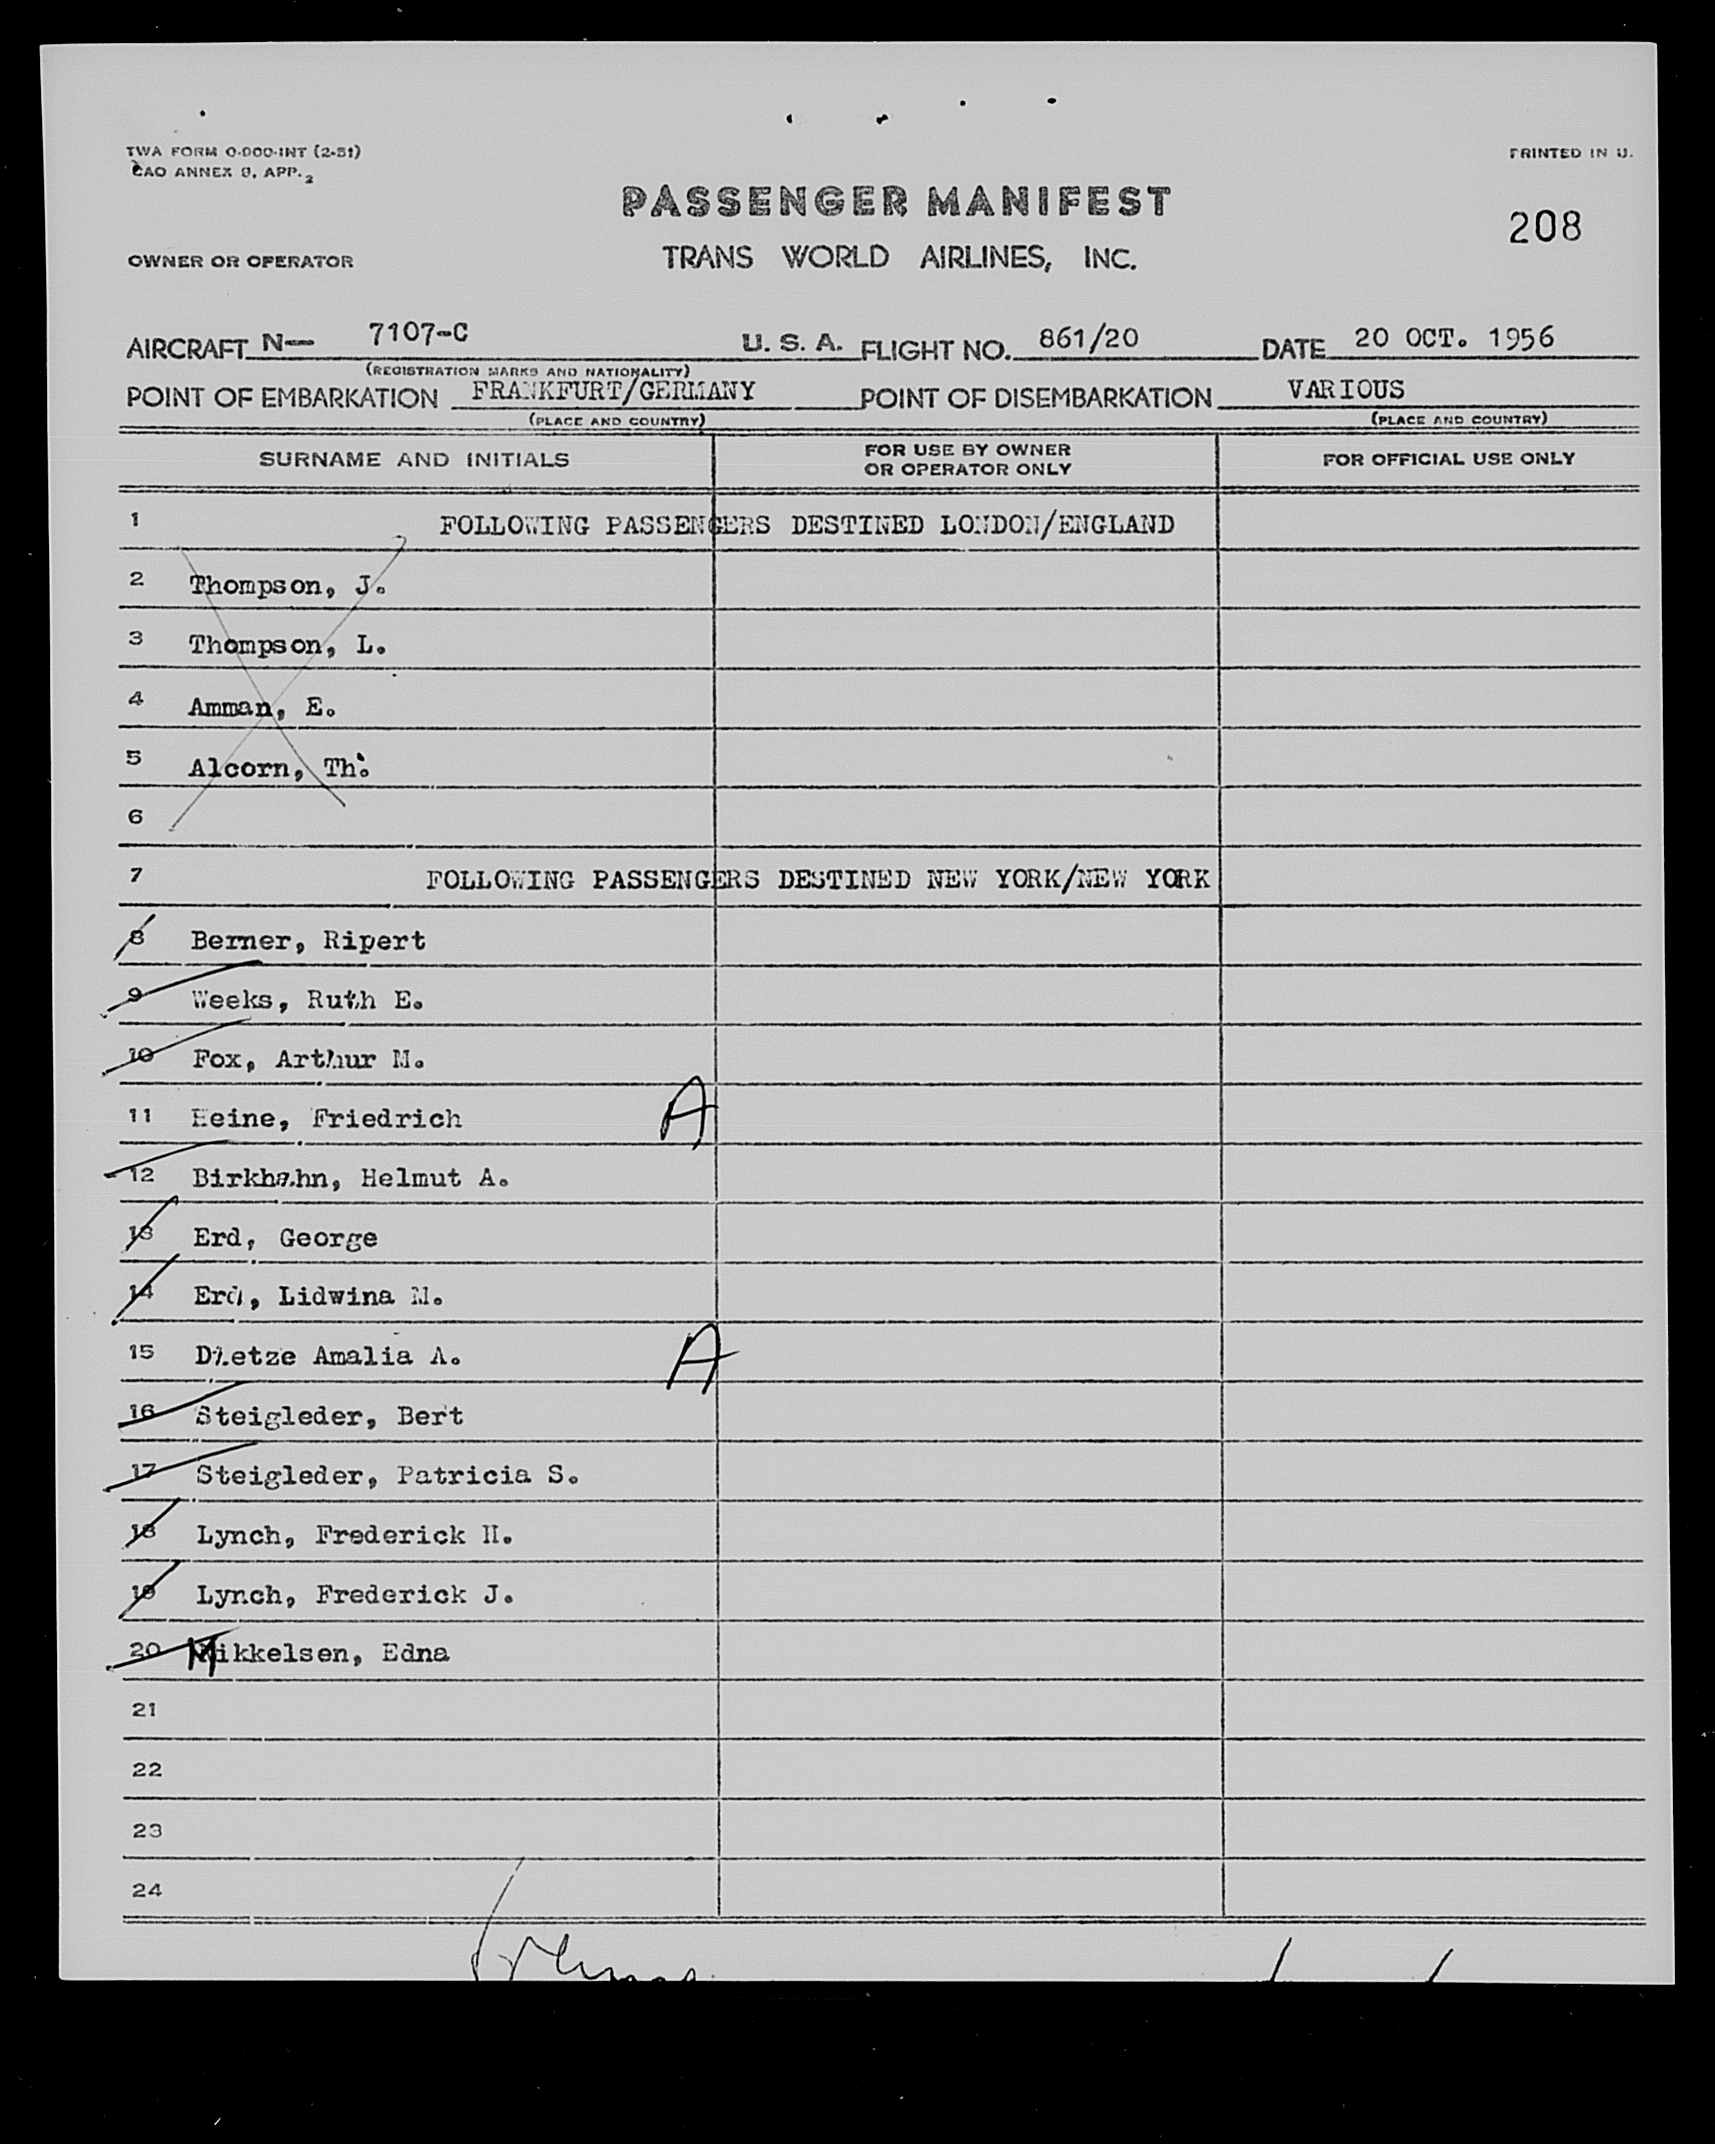 TWA FORM O-000-INT (2-51)
CAO ANNEX 9, APP. 2
PRINTED IN U.
PASSENGER MANIFEST
208
OWNER OR OPERATOR
TRANS WORLD AIRLINES, INC.
AIRCRAFT N— 7107-C U. S. A. FLIGHT NO. 861/20 DATE 20 OCT. 1956
(REGISTRATION MARKS AND NATIONALITY)
POINT OF EMBARKATION FRANKFURT/GERMANY POINT OF DISEMBARKATION VARIOUS
(PLACE AND COUNTRY) (PLACE AND COUNTRY)
SURNAME AND INITIALS FOR USE BY OWNER OR OPERATOR ONLY FOR OFFICIAL USE ONLY
1 FOLLOWING PASSENGERS DESTINED LONDON/ENGLAND
2 Thompson, J.
3 Thompson, L.
4 Amman, E.
5 Alcorn, Th.
6
7 FOLLOWING PASSENGERS DESTINED NEW YORK/NEW YORK
8 Berner, Ripert
9 Weeks, Ruth E.
10 Fox, Arthur M.
11 Heine, Friedrich A
12 Birkhahn, Helmut A.
13 Erd, George
14 Erd, Lidwina M.
15 Dietze Amalia A. A
16 Steigleder, Bert
17 Steigleder, Patricia S.
18 Lynch, Frederick H.
19 Lynch, Frederick J.
20 Mikkelsen, Edna
21
22
23
24